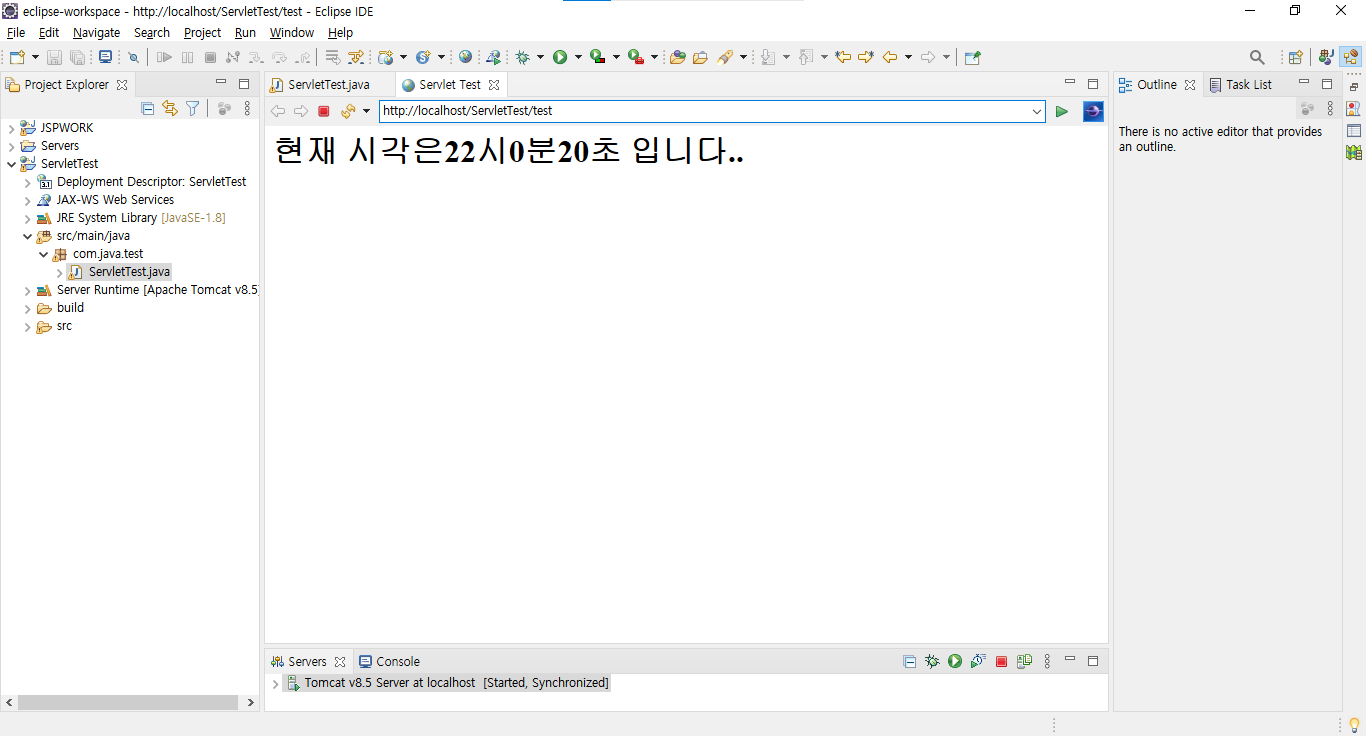 eclipse-workspace - http://localhost/ServletTest/test - Eclipse IDE
File Edit Navigate Search Project Run Window Help
Project Explorer
JSPWORK
Servers
ServletTest
Deployment Descriptor: ServletTest
3.1
JAX-WS Web Services
JRE System Library [JavaSE-1.8]
src/main/java
com.java.test
ServletTest.java
Server Runtime [Apache Tomcat v8.5]
build
src
ServletTest.java
Servlet Test
http://localhost/ServletTest/test
현재 시각은22시0분20초 입니다..
Servers
Console
Tomcat v8.5 Server at localhost [Started, Synchronized]
Outline
Task List
There is no active editor that provides
an outline.